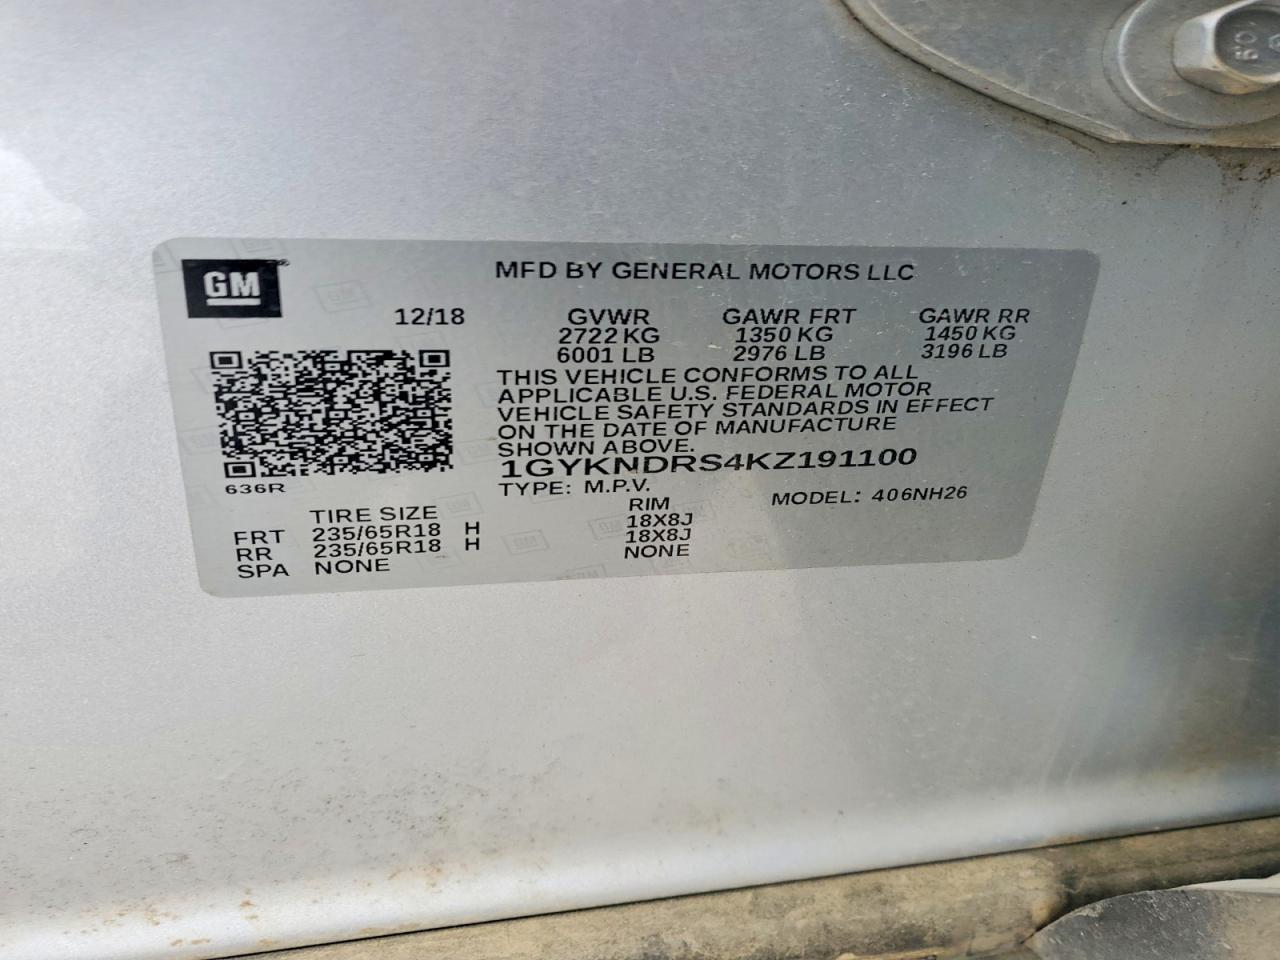 GM
MFD BY GENERAL MOTORS LLC
12/18
GVWR GAWR FRT GAWR RR
2722 KG 1350 KG 1450 KG
6001 LB 2976 LB 3196 LB
THIS VEHICLE CONFORMS TO ALL
APPLICABLE U.S. FEDERAL MOTOR
VEHICLE SAFETY STANDARDS IN EFFECT
ON THE DATE OF MANUFACTURE
SHOWN ABOVE.
1GYKNDRS4KZ191100
636R
TYPE: M.P.V. MODEL: 406NH26
TIRE SIZE RIM
FRT 235/65R18 H 18X8J
RR 235/65R18 H 18X8J
SPA NONE NONE